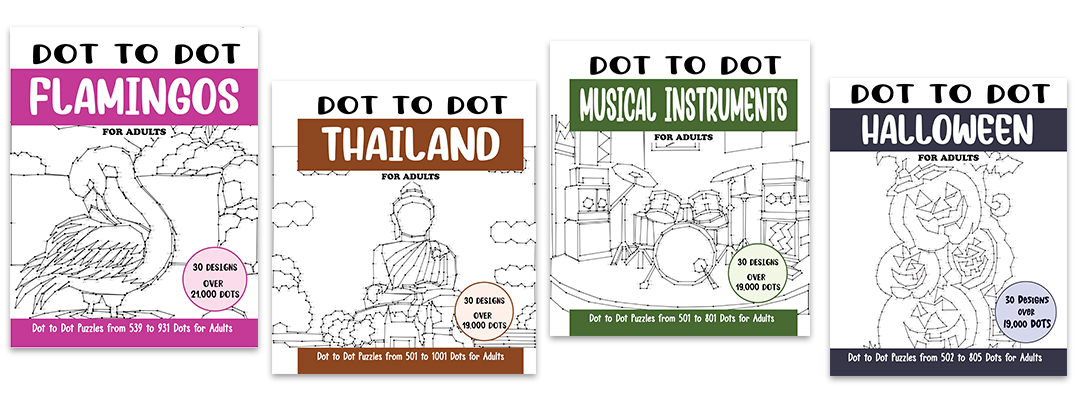 DOT TO DOT
FLAMINGOS
FOR ADULTS
30 DESIGNS
OVER
21,000 DOTS
Dot to Dot Puzzles from 539 to 931 Dots for Adults
DOT TO DOT
THAILAND
FOR ADULTS
30 DESIGNS
OVER
19,000 DOTS
Dot to Dot Puzzles from 501 to 1001 Dots for Adults
DOT TO DOT
MUSICAL INSTRUMENTS
FOR ADULTS
30 DESIGNS
OVER
19,000 DOTS
Dot to Dot Puzzles from 501 to 801 Dots for Adults
DOT TO DOT
HALLOWEEN
FOR ADULTS
30 DESIGNS
OVER
19,000 DOTS
Dot to Dot Puzzles from 502 to 805 Dots for Adults